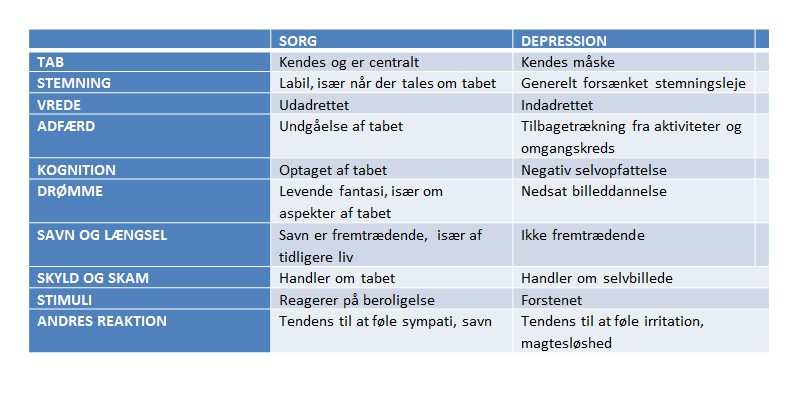 SORG DEPRESSION
TAB Kendes og er centralt Kendes måske
STEMNING Labil, især når der tales om tabet Generelt forsænket stemningsleje
VREDE Udadrettet Indadrettet
ADFÆRD Undgåelse af tabet Tilbagetrækning fra aktiviteter og
omgangskreds
KOGNITION Optaget af tabet Negativ selvopfattelse
DRØMME Levende fantasi, især om Nedsat billeddannelse
aspekter af tabet
SAVN OG LÆNGSEL Savn er fremtrædende, især af Ikke fremtrædende
tidligere liv
SKYLD OG SKAM Handler om tabet Handler om selvbillede
STIMULI Reagerer på beroligelse Forstenet
ANDRES REAKTION Tendens til at føle sympati, savn Tendens til at føle irritation,
magtesløshed